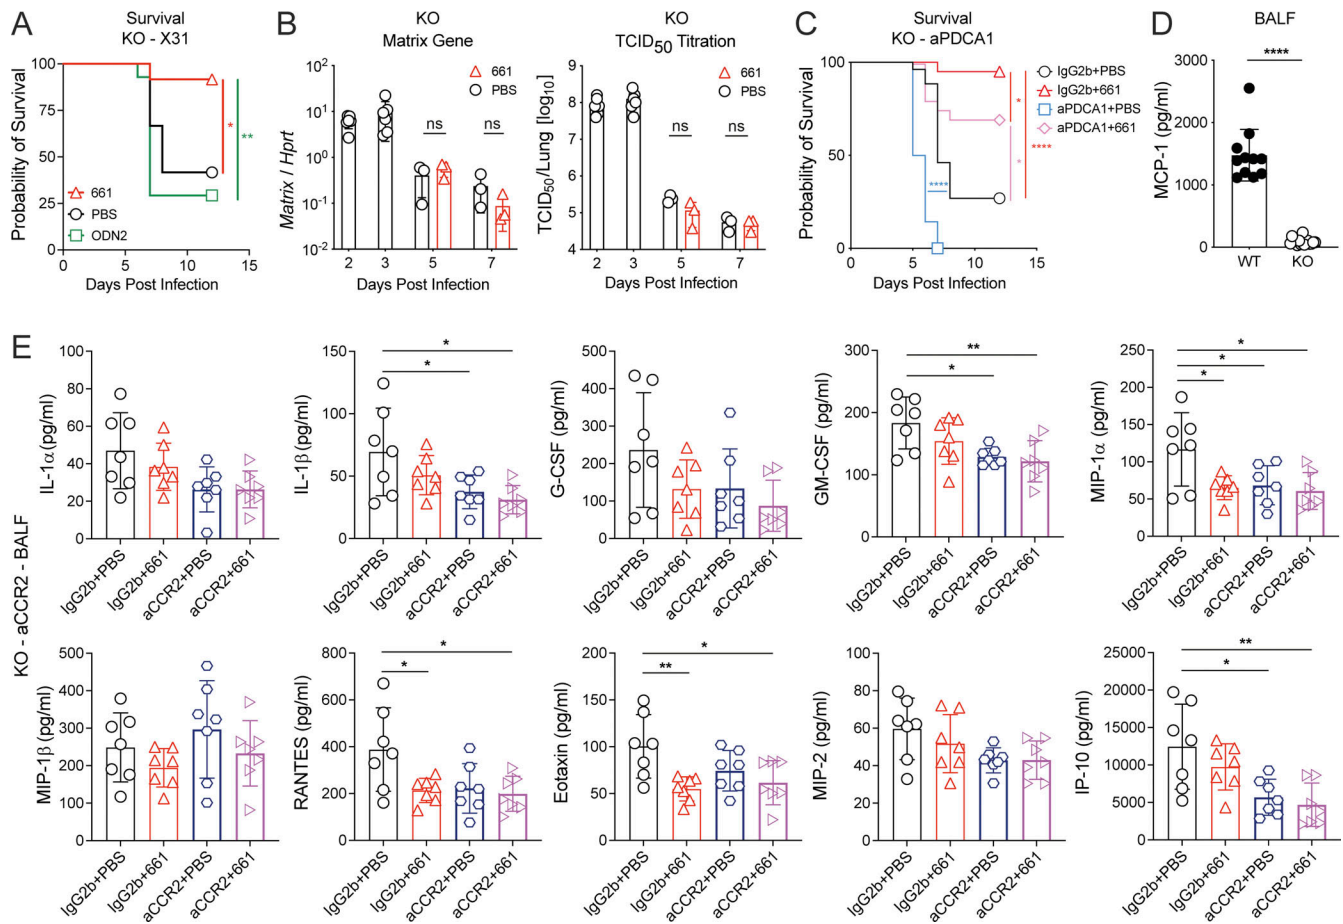 A
Survival
KO - X31
Probability of Survival
100
75
50
25
0
0 5 10 15
Days Post Infection
661
PBS
ODN2
*
**
B
KO
Matrix Gene
Matrix / Hprt
10²
10¹
10⁰
10⁻¹
10⁻²
2 3 5 7
Days Post Infection
661
PBS
ns
ns
KO
TCID₅₀ Titration
TCID₅₀/Lung [log₁₀]
9
8
7
6
5
4
2 3 5 7
Days Post Infection
661
PBS
ns
ns
C
Survival
KO - aPDCA1
Probability of Survival
100
50
0
0 5 10 15
Days Post Infection
IgG2b+PBS
IgG2b+661
aPDCA1+PBS
aPDCA1+661
*
*
****
****
D
BALF
MCP-1 (pg/ml)
3000
2000
1000
0
WT KO
****
E
KO - aCCR2 - BALF
IL-1α (pg/ml)
100
80
60
40
20
0
IgG2b+PBS
IgG2b+661
aCCR2+PBS
aCCR2+661
IL-1β (pg/ml)
150
100
50
0
*
*
IgG2b+PBS
IgG2b+661
aCCR2+PBS
aCCR2+661
G-CSF (pg/ml)
500
400
300
200
100
0
IgG2b+PBS
IgG2b+661
aCCR2+PBS
aCCR2+661
GM-CSF (pg/ml)
300
200
100
0
**
*
IgG2b+PBS
IgG2b+661
aCCR2+PBS
aCCR2+661
MIP-1α (pg/ml)
250
200
150
100
50
0
*
*
*
IgG2b+PBS
IgG2b+661
aCCR2+PBS
aCCR2+661
MIP-1β (pg/ml)
500
400
300
200
100
0
IgG2b+PBS
IgG2b+661
aCCR2+PBS
aCCR2+661
RANTES (pg/ml)
800
600
400
200
0
*
*
IgG2b+PBS
IgG2b+661
aCCR2+PBS
aCCR2+661
Eotaxin (pg/ml)
200
150
100
50
0
*
**
IgG2b+PBS
IgG2b+661
aCCR2+PBS
aCCR2+661
MIP-2 (pg/ml)
100
80
60
40
20
0
IgG2b+PBS
IgG2b+661
aCCR2+PBS
aCCR2+661
IP-10 (pg/ml)
25000
20000
15000
10000
5000
0
**
*
IgG2b+PBS
IgG2b+661
aCCR2+PBS
aCCR2+661